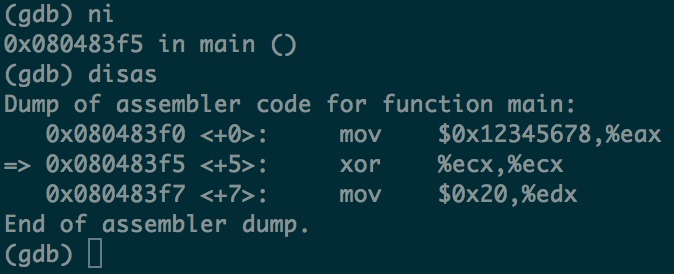 (gdb) ni
0x080483f5 in main ()
(gdb) disas
Dump of assembler code for function main:
   0x080483f0 <+0>:     mov    $0x12345678,%eax
=> 0x080483f5 <+5>:     xor    %ecx,%ecx
   0x080483f7 <+7>:     mov    $0x20,%edx
End of assembler dump.
(gdb)